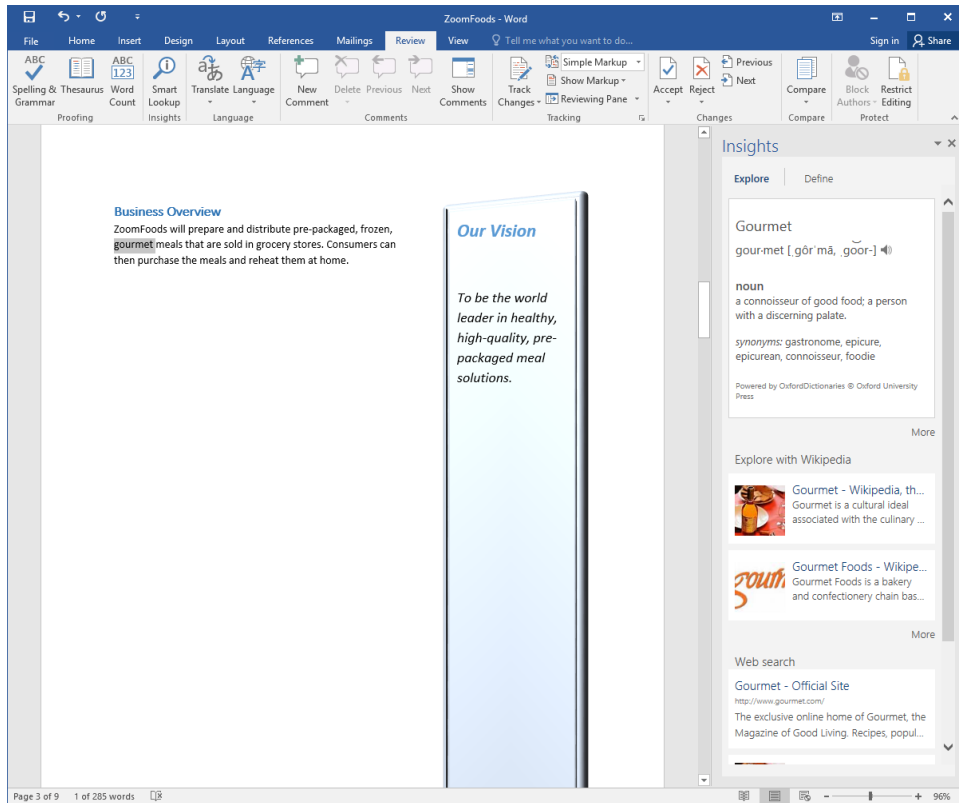 ZoomFoods - Word
File Home Insert Design Layout References Mailings Review View Tell me what you want to do... Sign in Share
ABC ABC
123
Spelling & Grammar Thesaurus Word Count Smart Lookup Translate Language New Comment Delete Previous Next Show Comments Track Changes Simple Markup Show Markup Reviewing Pane Accept Reject Previous Next Compare Block Authors Restrict Editing
Proofing Insights Language Comments Tracking Changes Compare Protect
Business Overview
ZoomFoods will prepare and distribute pre-packaged, frozen,
gourmet meals that are sold in grocery stores. Consumers can
then purchase the meals and reheat them at home.
Our Vision
To be the world
leader in healthy,
high-quality, pre-
packaged meal
solutions.
Insights
Explore Define
Gourmet
gour·met [ˌgôrˈmā, ˌgo͝or-]
noun
a connoisseur of good food; a person
with a discerning palate.
synonyms: gastronome, epicure,
epicurean, connoisseur, foodie
Powered by OxfordDictionaries © Oxford University
Press
More
Explore with Wikipedia
Gourmet - Wikipedia, th...
Gourmet is a cultural ideal
associated with the culinary ...
Gourmet Foods - Wikipe...
Gourmet Foods is a bakery
and confectionery chain bas...
More
Web search
Gourmet - Official Site
http://www.gourmet.com/
The exclusive online home of Gourmet, the
Magazine of Good Living. Recipes, popul...
Page 3 of 9 1 of 285 words 96%